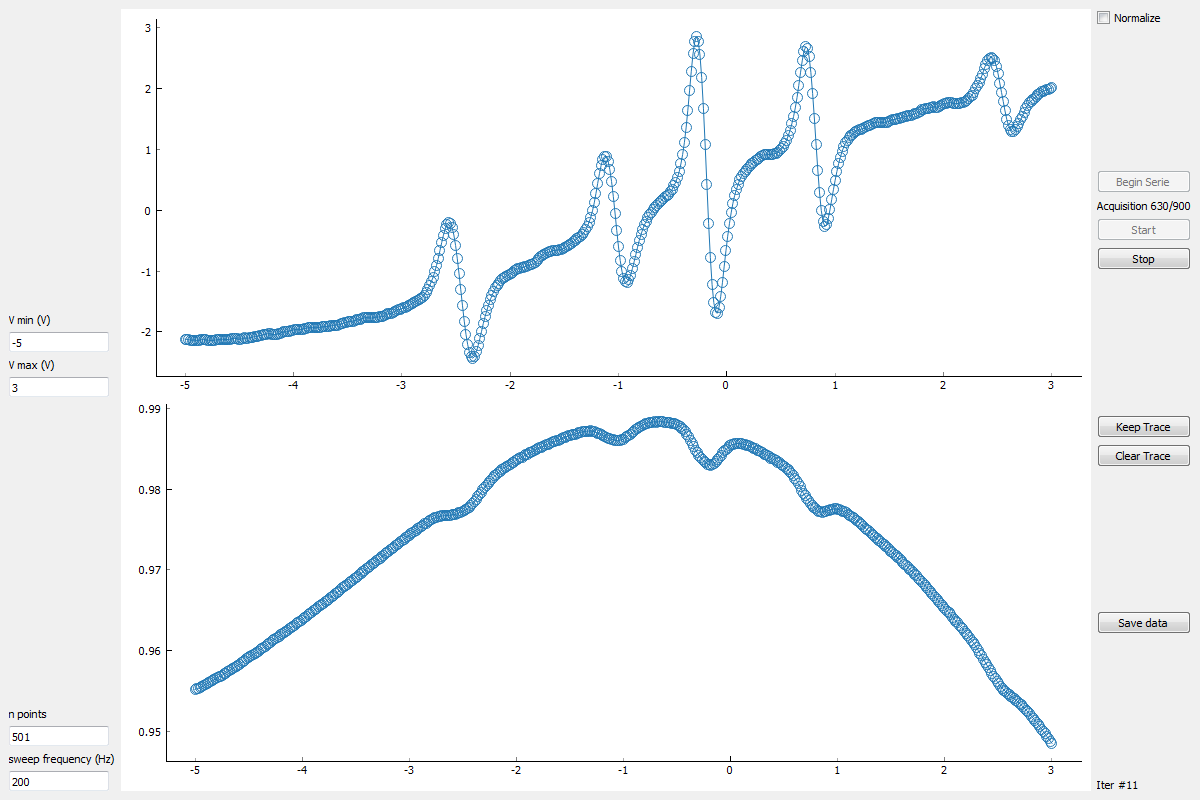 Normalize
3
2
1
0
-1
-2
-5 -4 -3 -2 -1 0 1 2 3
Begin Serie
Acquisition 630/900
Start
Stop
V min (V)
-5
V max (V)
3
0.99
0.98
0.97
0.96
0.95
-5 -4 -3 -2 -1 0 1 2 3
Keep Trace
Clear Trace
Save data
n points
501
sweep frequency (Hz)
200
Iter #11